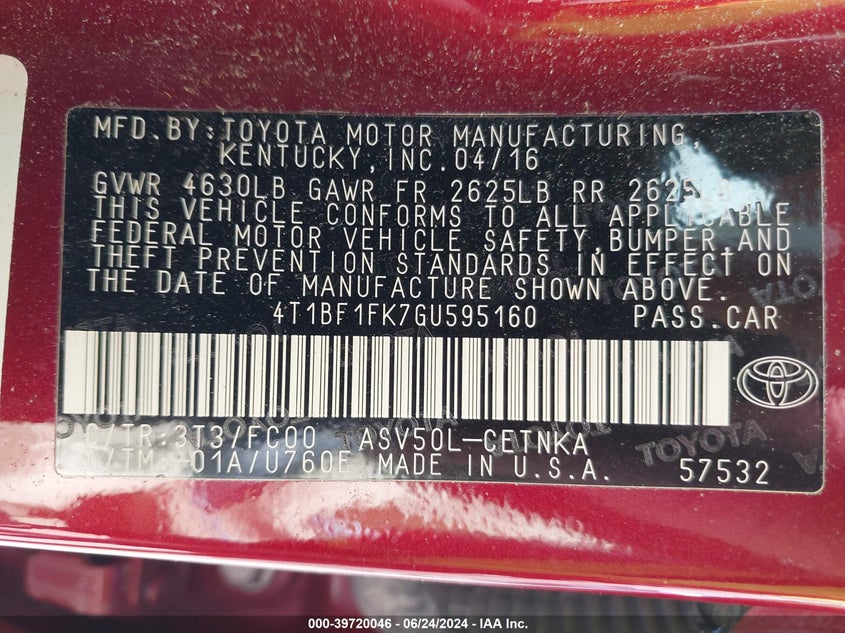 MFD.BY:TOYOTA MOTOR MANUFACTURING,
KENTUCKY,INC.04/16
GVWR 4630LB GAWR FR 2625LB RR 2625LB
THIS VEHICLE CONFORMS TO ALL APPLICABLE
FEDERAL MOTOR VEHICLE SAFETY,BUMPER,AND
THEFT PREVENTION STANDARDS IN EFFECT ON
THE DATE OF MANUFACTURE SHOWN ABOVE.
4T1BF1FK7GU595160 PASS.CAR
C/TR:3T3/FC00 ASV50L-CETNKA
A/TM:-01A/U760E MADE IN U.S.A. 57532
000-39720046 - 06/24/2024 - IAA Inc.